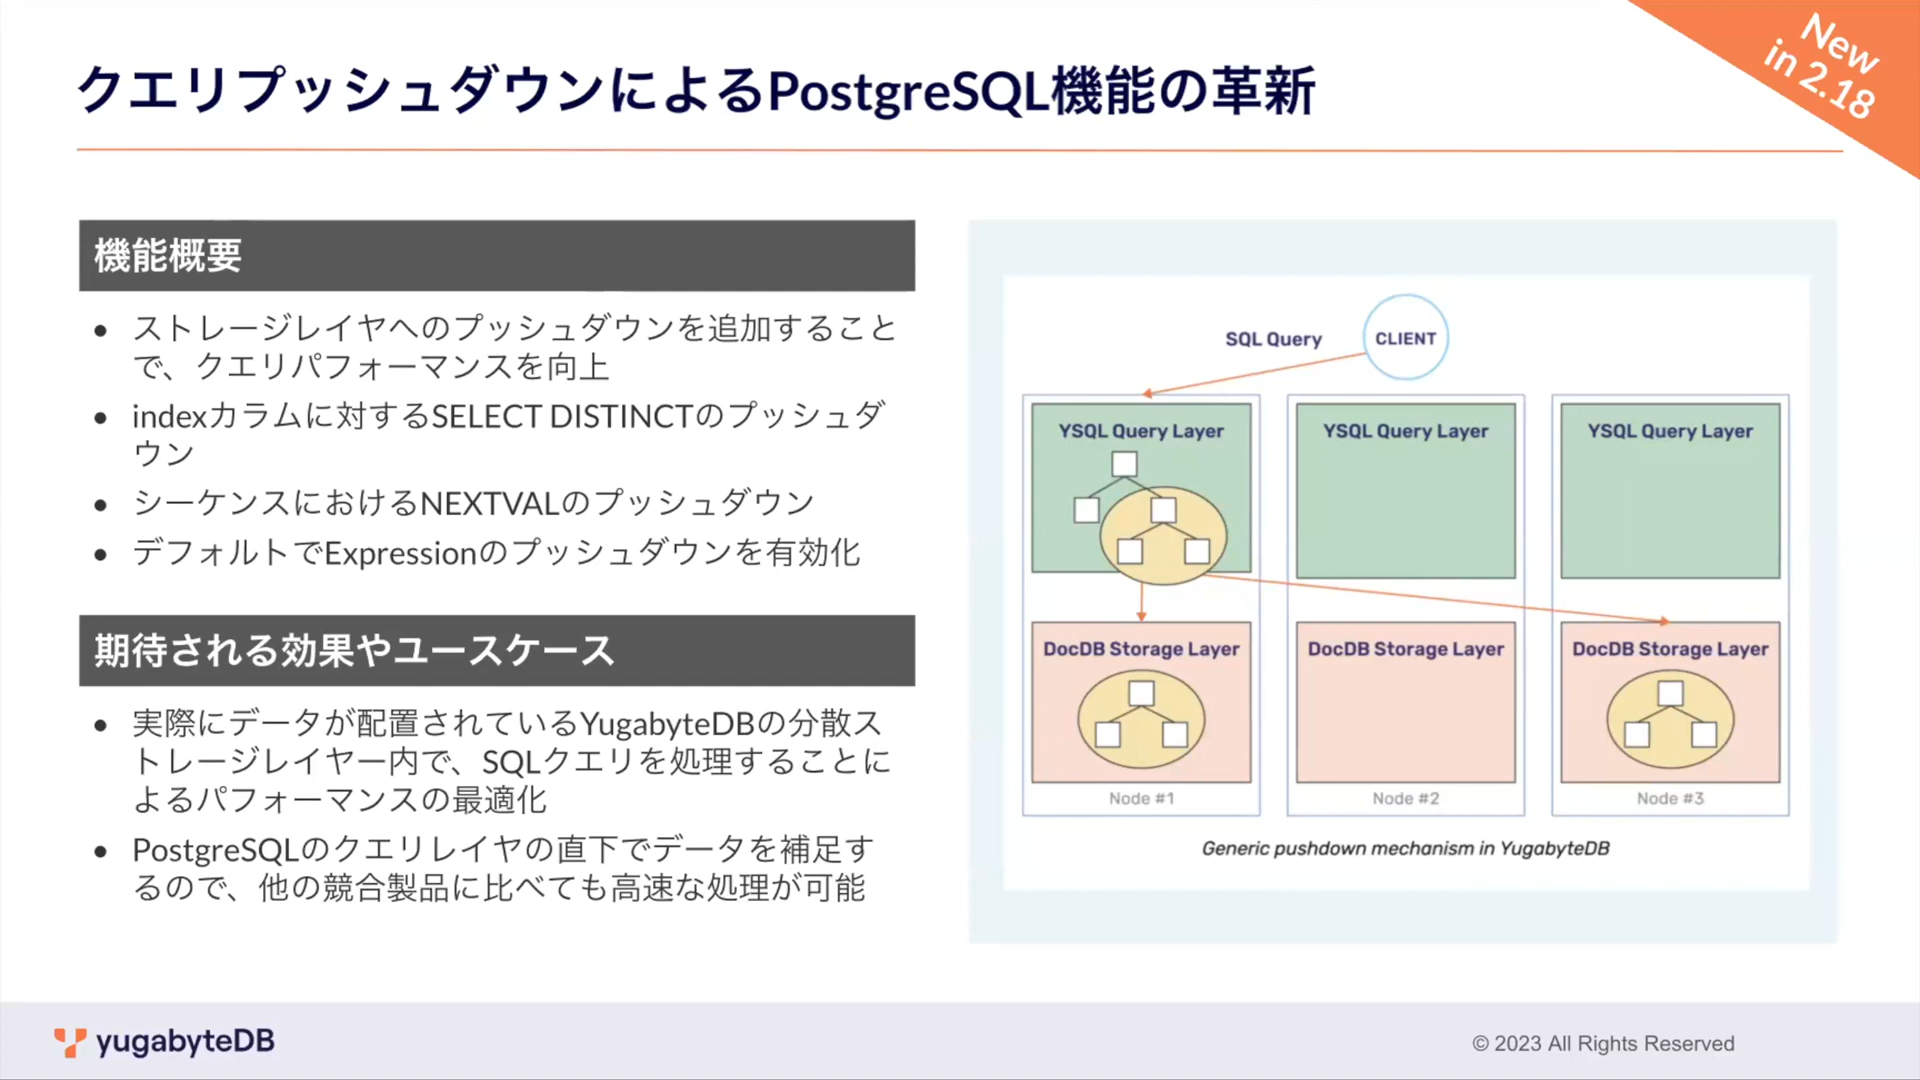 クエリプッシュダウンによるPostgreSQL機能の革新
New
in 2.18
機能概要
• ストレージレイヤへのプッシュダウンを追加すること
で、クエリパフォーマンスを向上
• indexカラムに対するSELECT DISTINCTのプッシュダ
ウン
• シーケンスにおけるNEXTVALのプッシュダウン
• デフォルトでExpressionのプッシュダウンを有効化
期待される効果やユースケース
• 実際にデータが配置されているYugabyteDBの分散ス
トレージレイヤー内で、SQLクエリを処理することに
よるパフォーマンスの最適化
• PostgreSQLのクエリレイヤの直下でデータを補足す
るので、他の競合製品に比べても高速な処理が可能
SQL Query
CLIENT
YSQL Query Layer
YSQL Query Layer
YSQL Query Layer
DocDB Storage Layer
DocDB Storage Layer
DocDB Storage Layer
Node #1
Node #2
Node #3
Generic pushdown mechanism in YugabyteDB
yugabyteDB
© 2023 All Rights Reserved